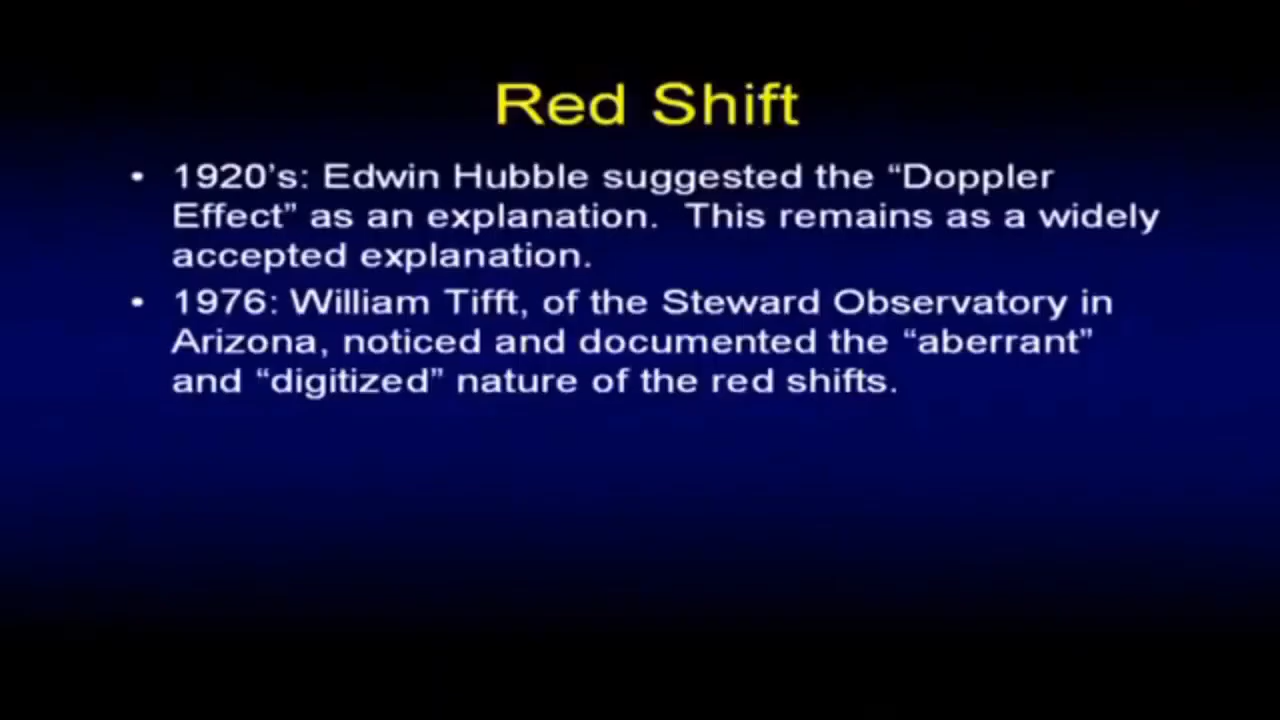 Red Shift
• 1920’s: Edwin Hubble suggested the “Doppler
Effect” as an explanation.  This remains as a widely
accepted explanation.
• 1976: William Tifft, of the Steward Observatory in
Arizona, noticed and documented the “aberrant”
and “digitized” nature of the red shifts.